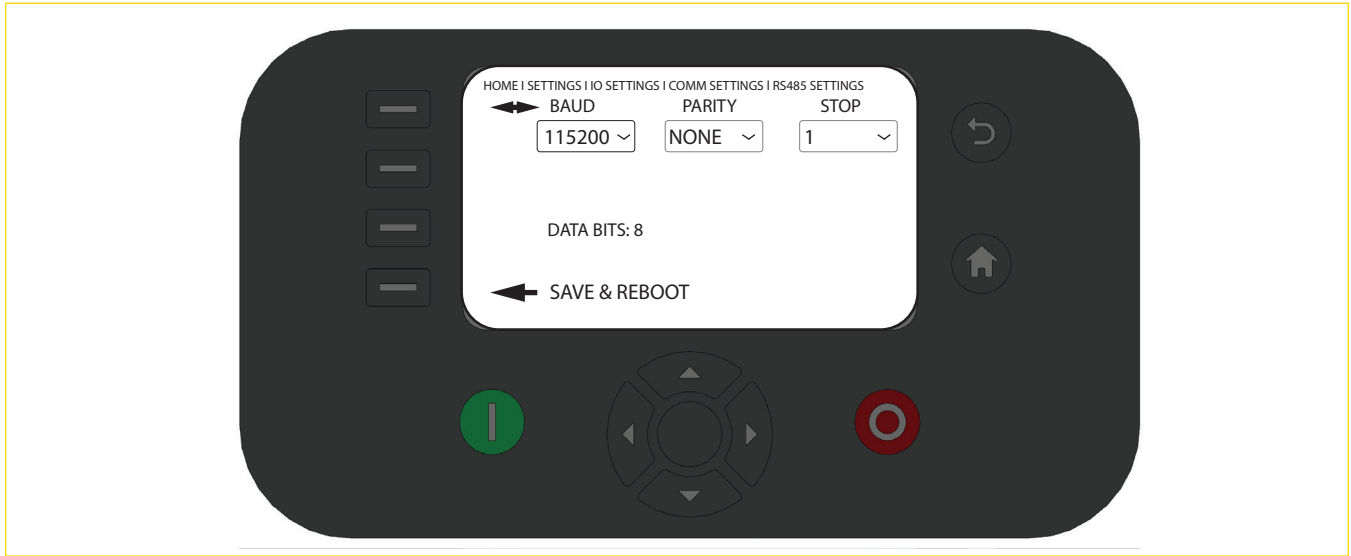 HOME I SETTINGS I IO SETTINGS I COMM SETTINGS I RS485 SETTINGS
BAUD PARITY STOP
115200 NONE 1
DATA BITS: 8
SAVE & REBOOT